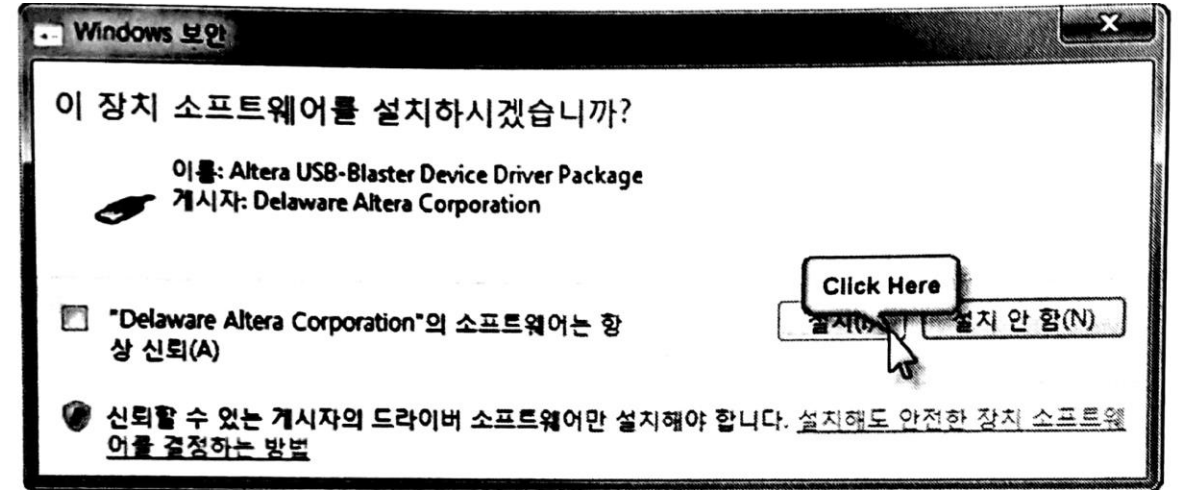 Windows 보안
이 장치 소프트웨어를 설치하시겠습니까?
이름: Altera USB-Blaster Device Driver Package
게시자: Delaware Altera Corporation
Click Here
"Delaware Altera Corporation"의 소프트웨어는 항
상 신뢰(A)
설치(I) 설치 안 함(N)
신뢰할 수 있는 게시자의 드라이버 소프트웨어만 설치해야 합니다. 설치해도 안전한 장치 소프트웨
어를 결정하는 방법